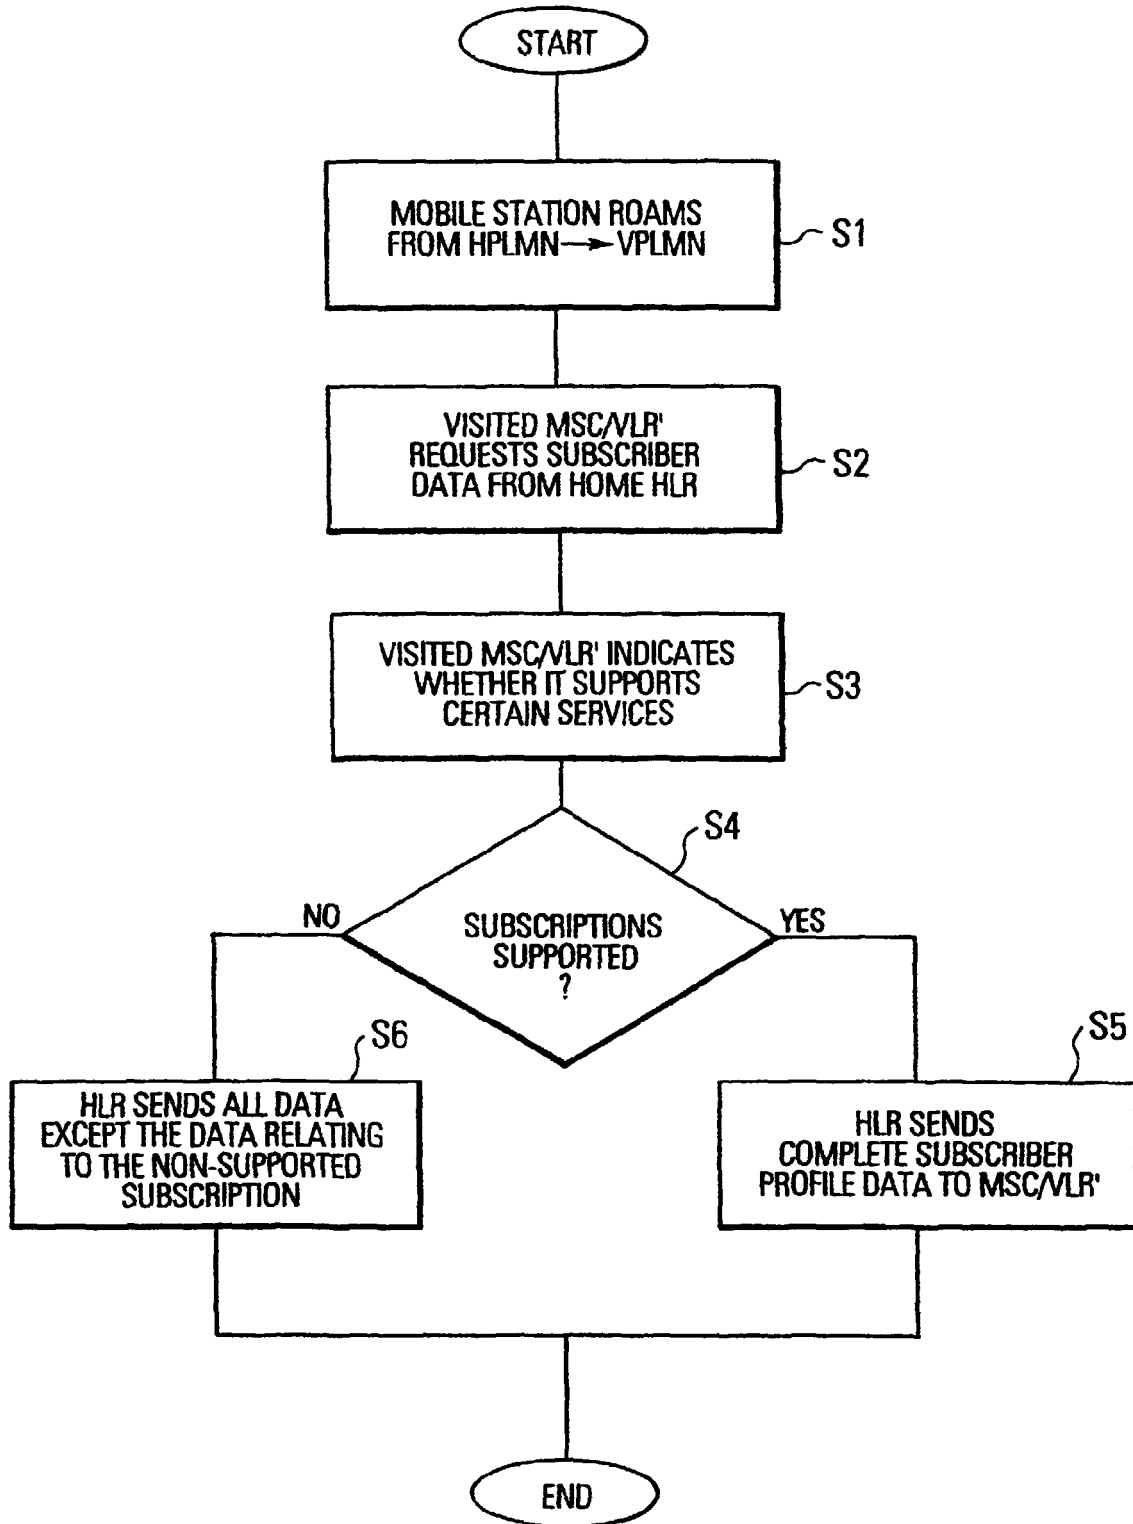 START
MOBILE STATION ROAMS
FROM HPLMN→VPLMN
S1
VISITED MSC/VLR'
REQUESTS SUBSCRIBER
DATA FROM HOME HLR
S2
VISITED MSC/VLR' INDICATES
WHETHER IT SUPPORTS
CERTAIN SERVICES
S3
S4
NO
SUBSCRIPTIONS
SUPPORTED
?
YES
S6
HLR SENDS ALL DATA
EXCEPT THE DATA RELATING
TO THE NON-SUPPORTED
SUBSCRIPTION
S5
HLR SENDS
COMPLETE SUBSCRIBER
PROFILE DATA TO MSC/VLR'
END